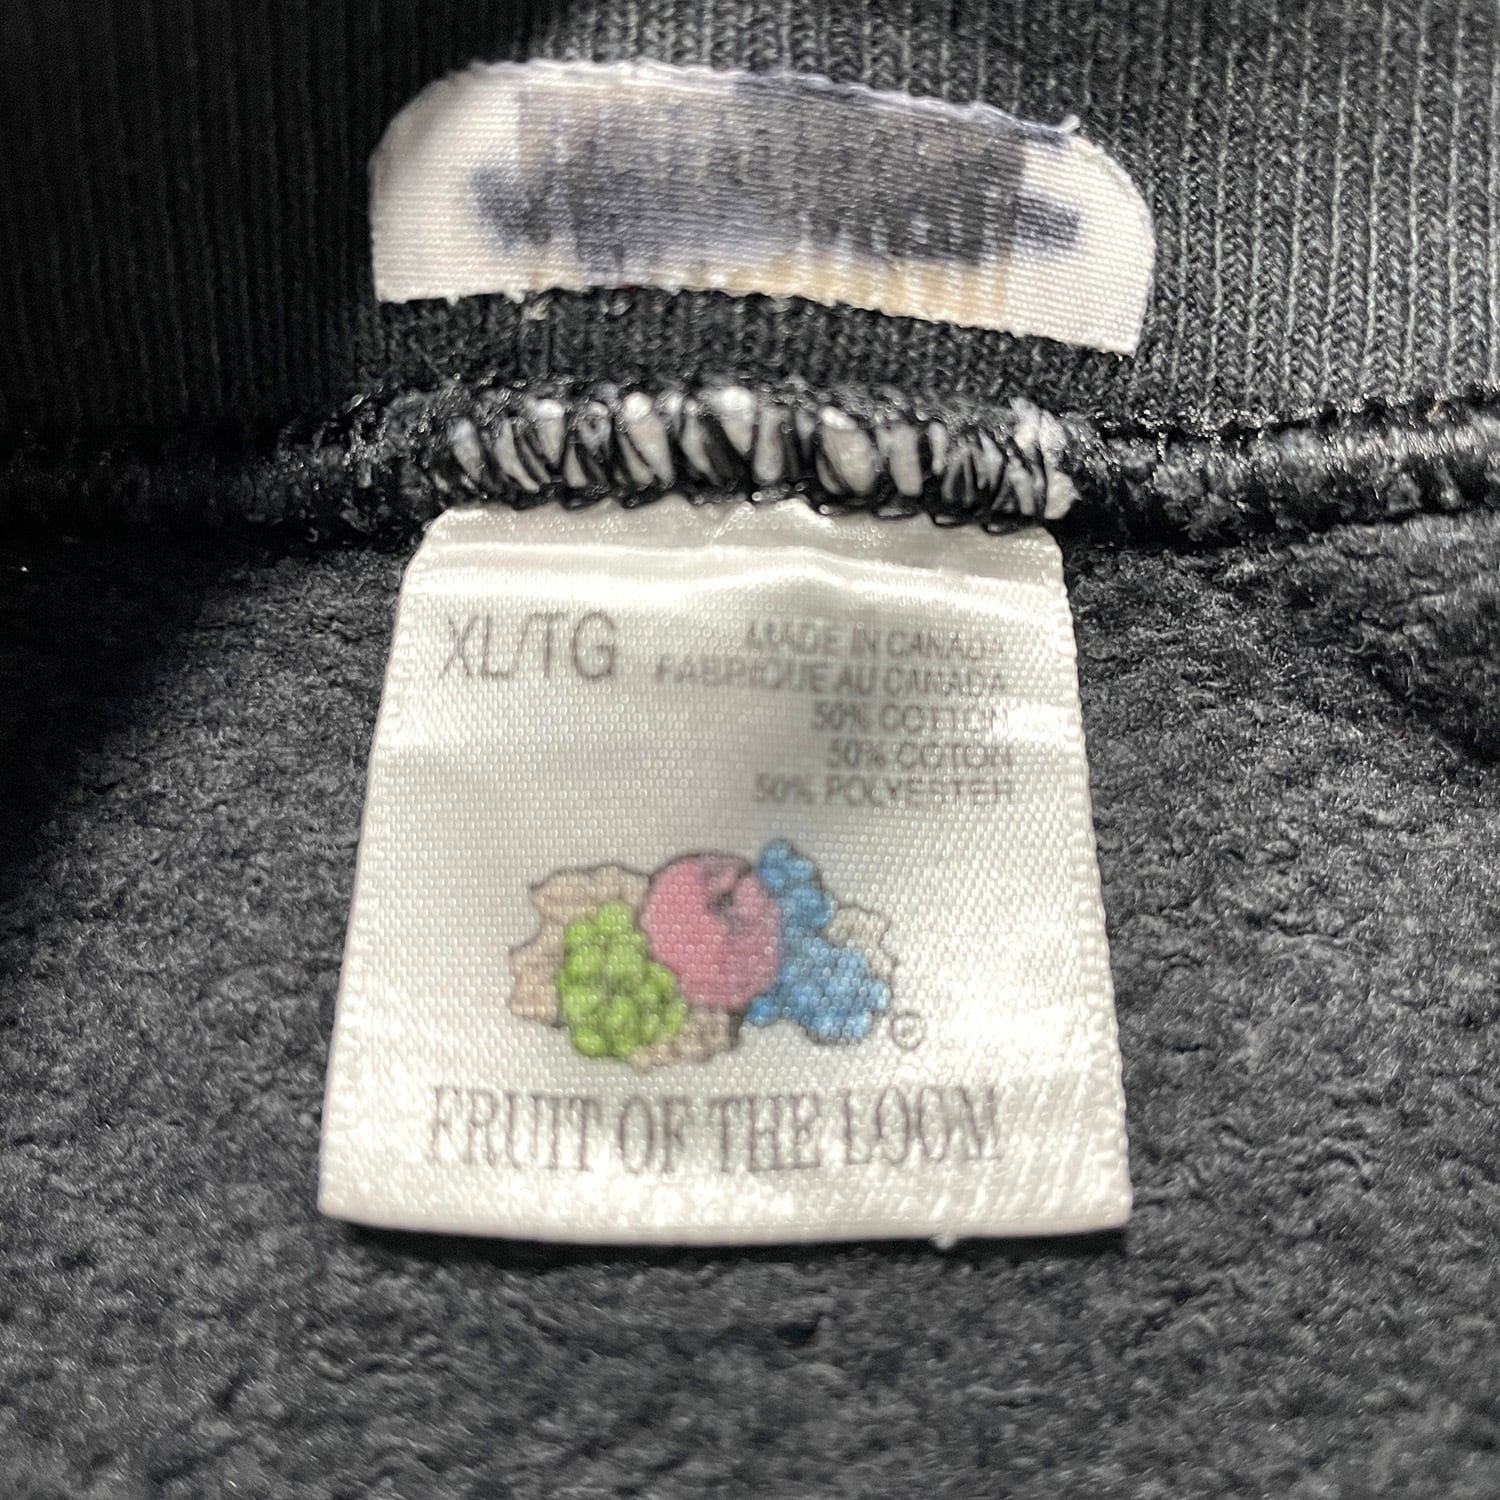 XL/TG
MADE IN CANADA
FABRIQUE AU CANADA
50% COTTON
50% COTON
50% POLYESTER
®
FRUIT OF THE LOOM